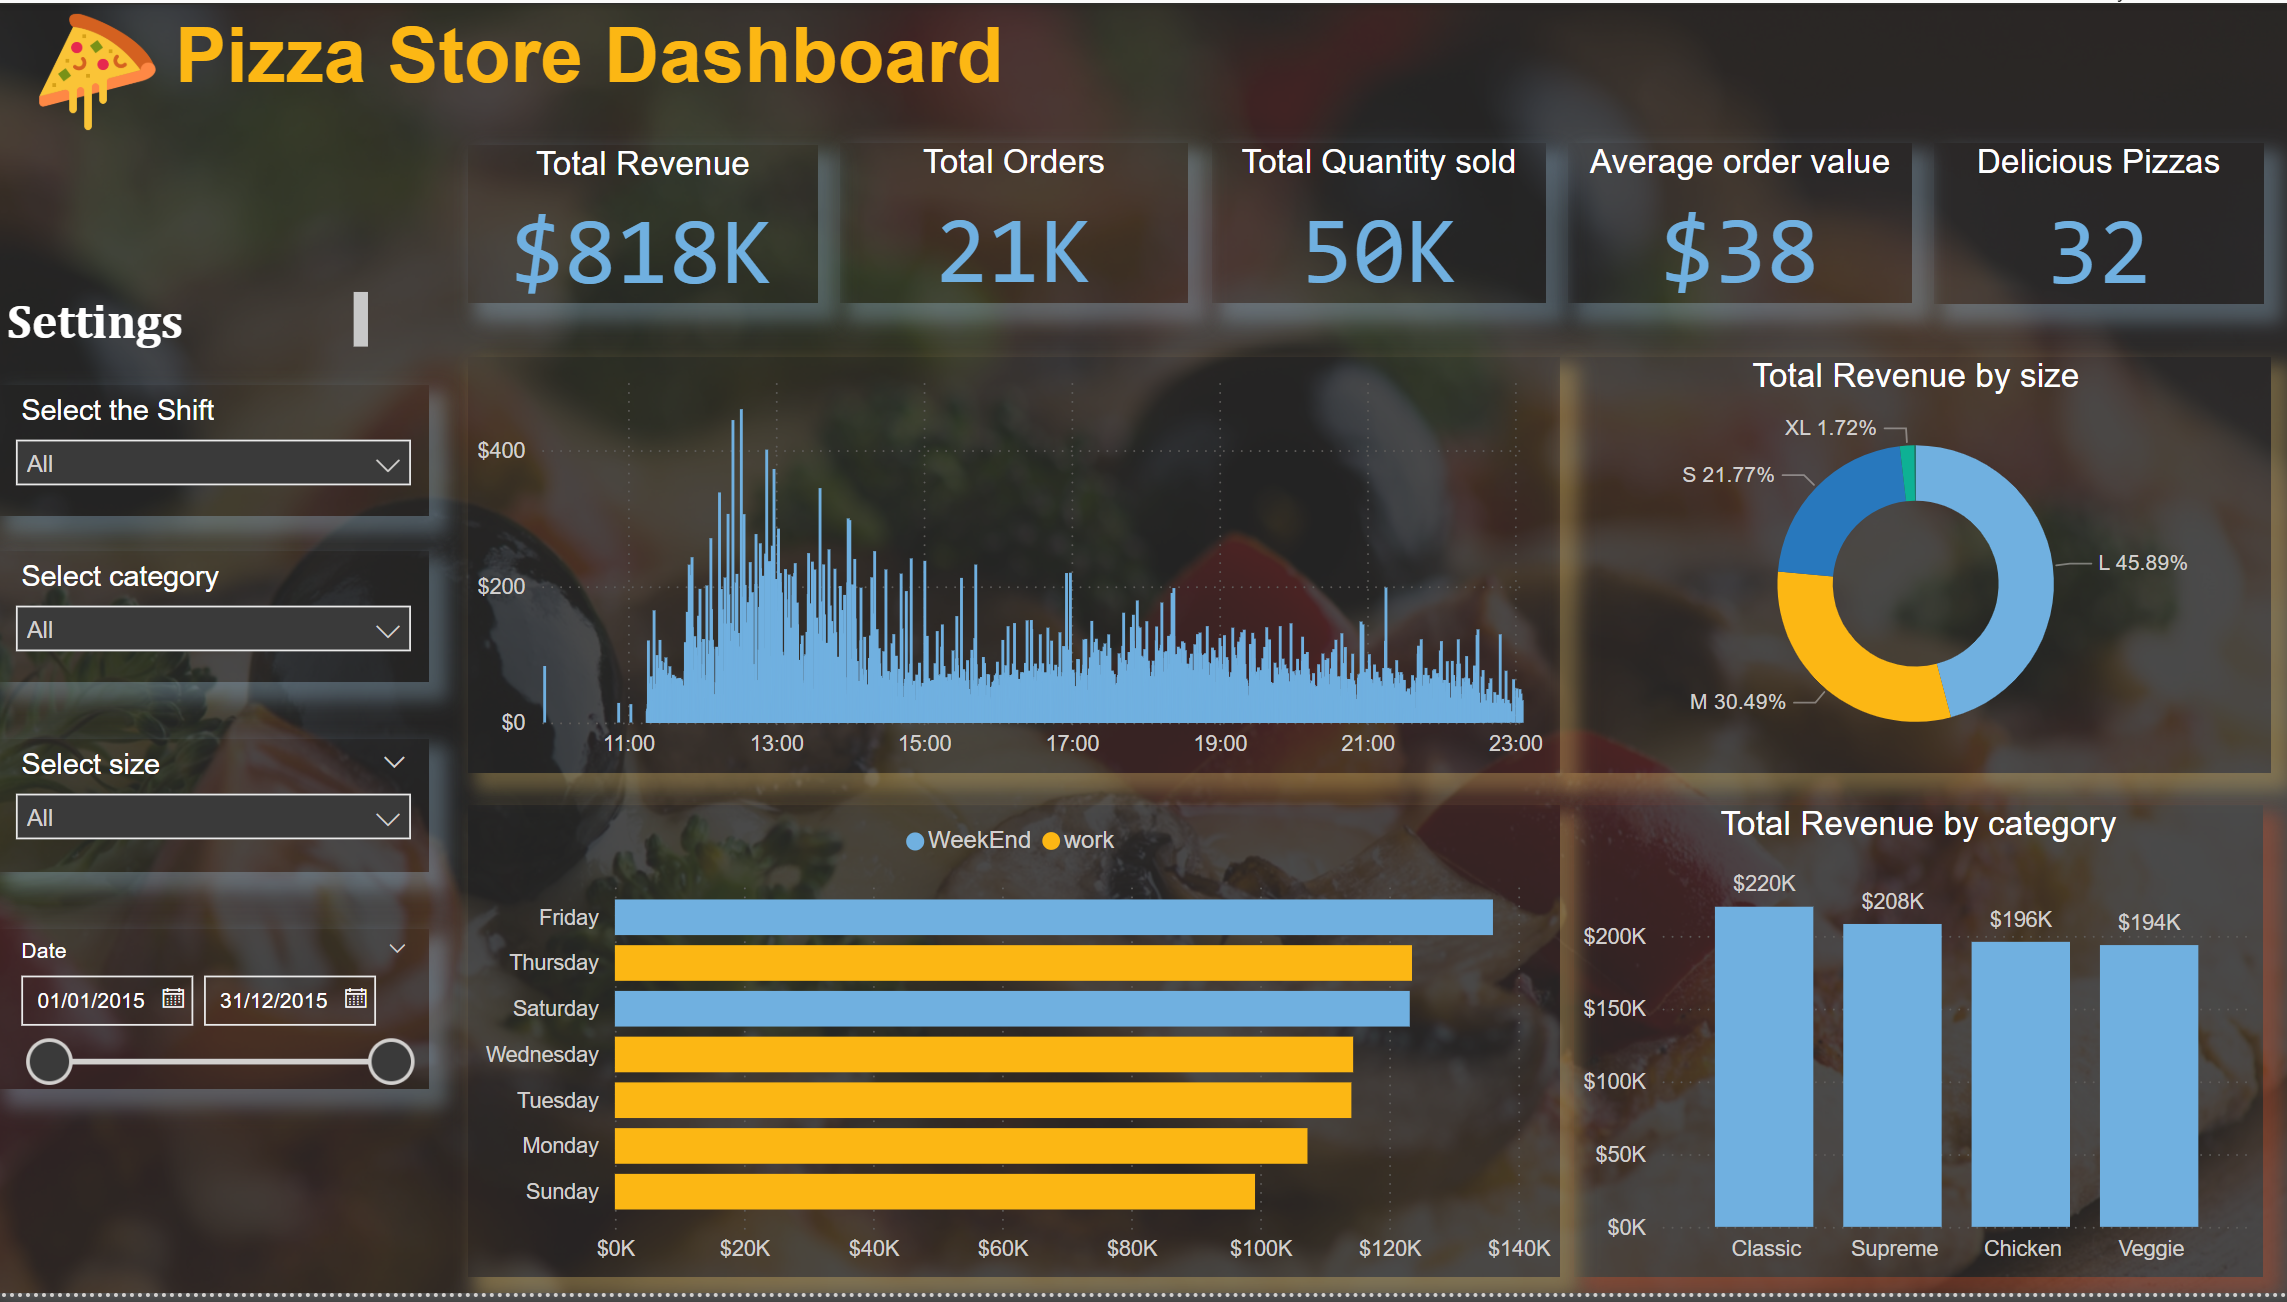 Pizza Store Dashboard
Total Revenue
$818K
Total Orders
21K
Total Quantity sold
50K
Average order value
$38
Delicious Pizzas
32
Settings
Select the Shift
All
Select category
All
Select size
All
Date
01/01/2015
31/12/2015
$400
$200
$0
11:00 13:00 15:00 17:00 19:00 21:00 23:00
Total Revenue by size
XL 1.72%
S 21.77%
L 45.89%
M 30.49%
WeekEnd work
Friday
Thursday
Saturday
Wednesday
Tuesday
Monday
Sunday
$0K $20K $40K $60K $80K $100K $120K $140K
Total Revenue by category
$220K
$208K
$196K
$194K
$200K
$150K
$100K
$50K
$0K
Classic Supreme Chicken Veggie